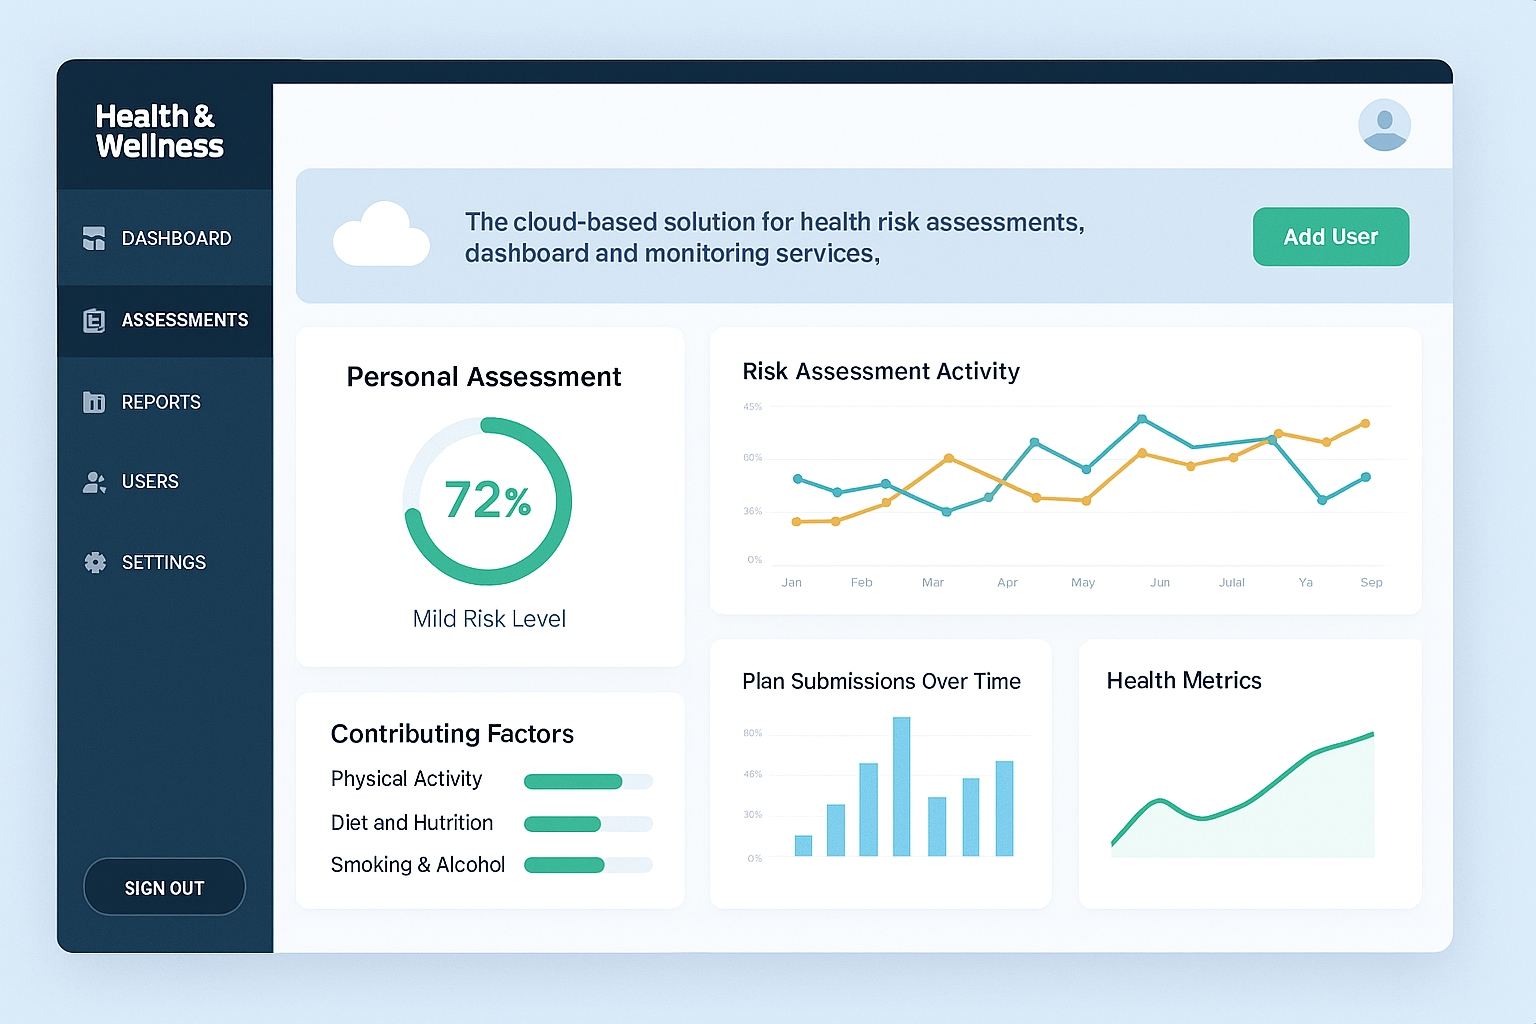 Health &
Wellness
DASHBOARD
ASSESSMENTS
REPORTS
USERS
SETTINGS
SIGN OUT
The cloud-based solution for health risk assessments,
dashboard and monitoring services,
Add User
Personal Assessment
72%
Mild Risk Level
Contributing Factors
Physical Activity
Diet and Hutrition
Smoking & Alcohol
Risk Assessment Activity
45%
60%
36%
0%
Jan Feb Mar Apr May Jun Julal Ya Sep
Plan Submissions Over Time
80%
46%
30%
0%
Health Metrics